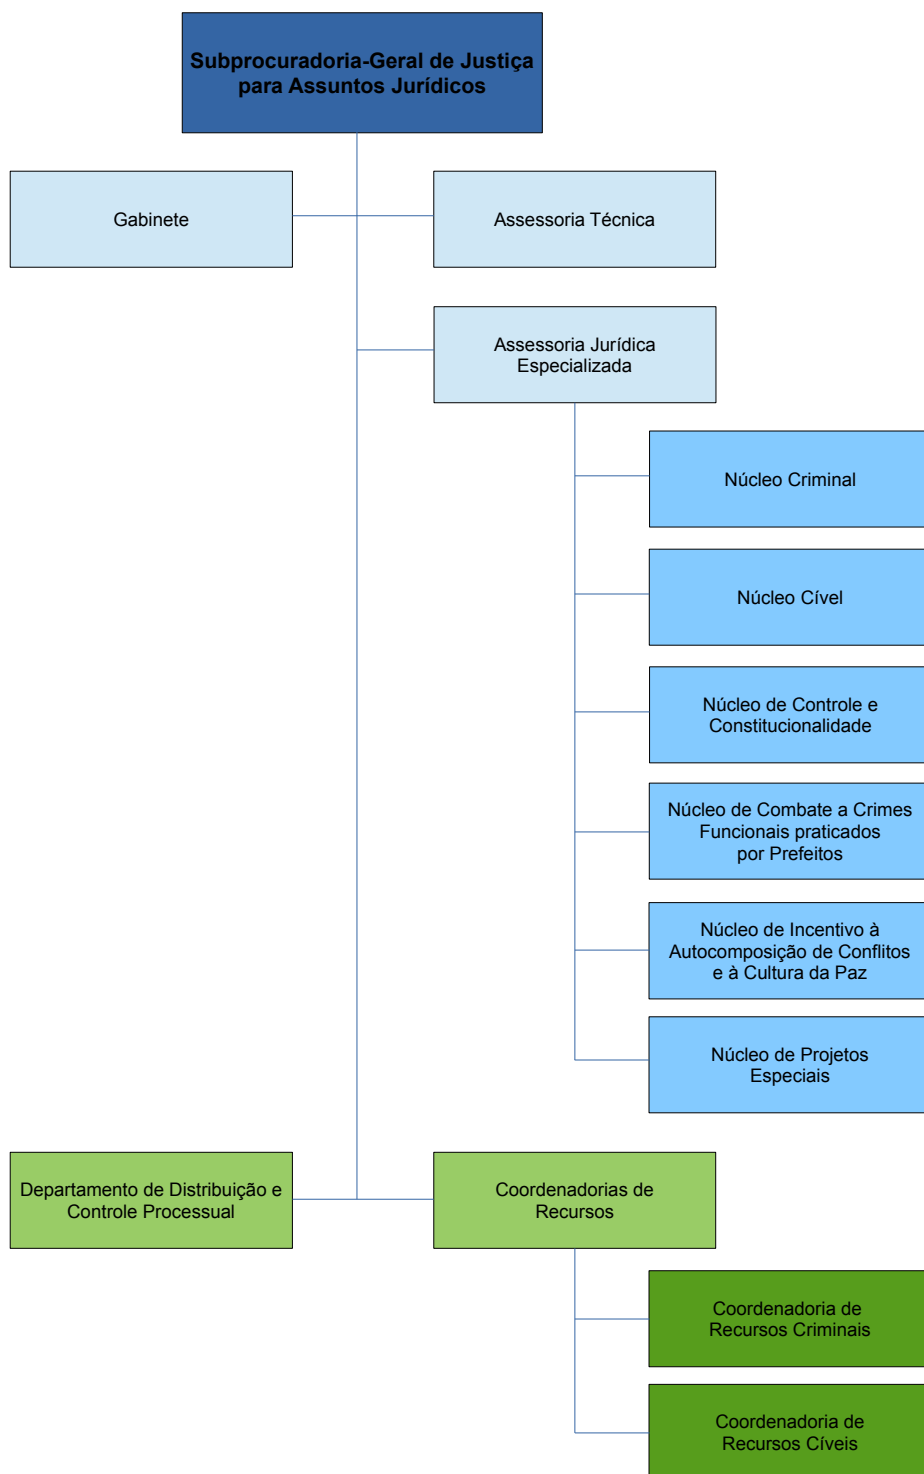 Subprocuradoria-Geral de Justiça
para Assuntos Jurídicos
Gabinete
Assessoria Técnica
Assessoria Jurídica
Especializada
Núcleo Criminal
Núcleo Cível
Núcleo de Controle e
Constitucionalidade
Núcleo de Combate a Crimes
Funcionais praticados
por Prefeitos
Núcleo de Incentivo à
Autocomposição de Conflitos
e à Cultura da Paz
Núcleo de Projetos
Especiais
Departamento de Distribuição e
Controle Processual
Coordenadorias de
Recursos
Coordenadoria de
Recursos Criminais
Coordenadoria de
Recursos Cíveis